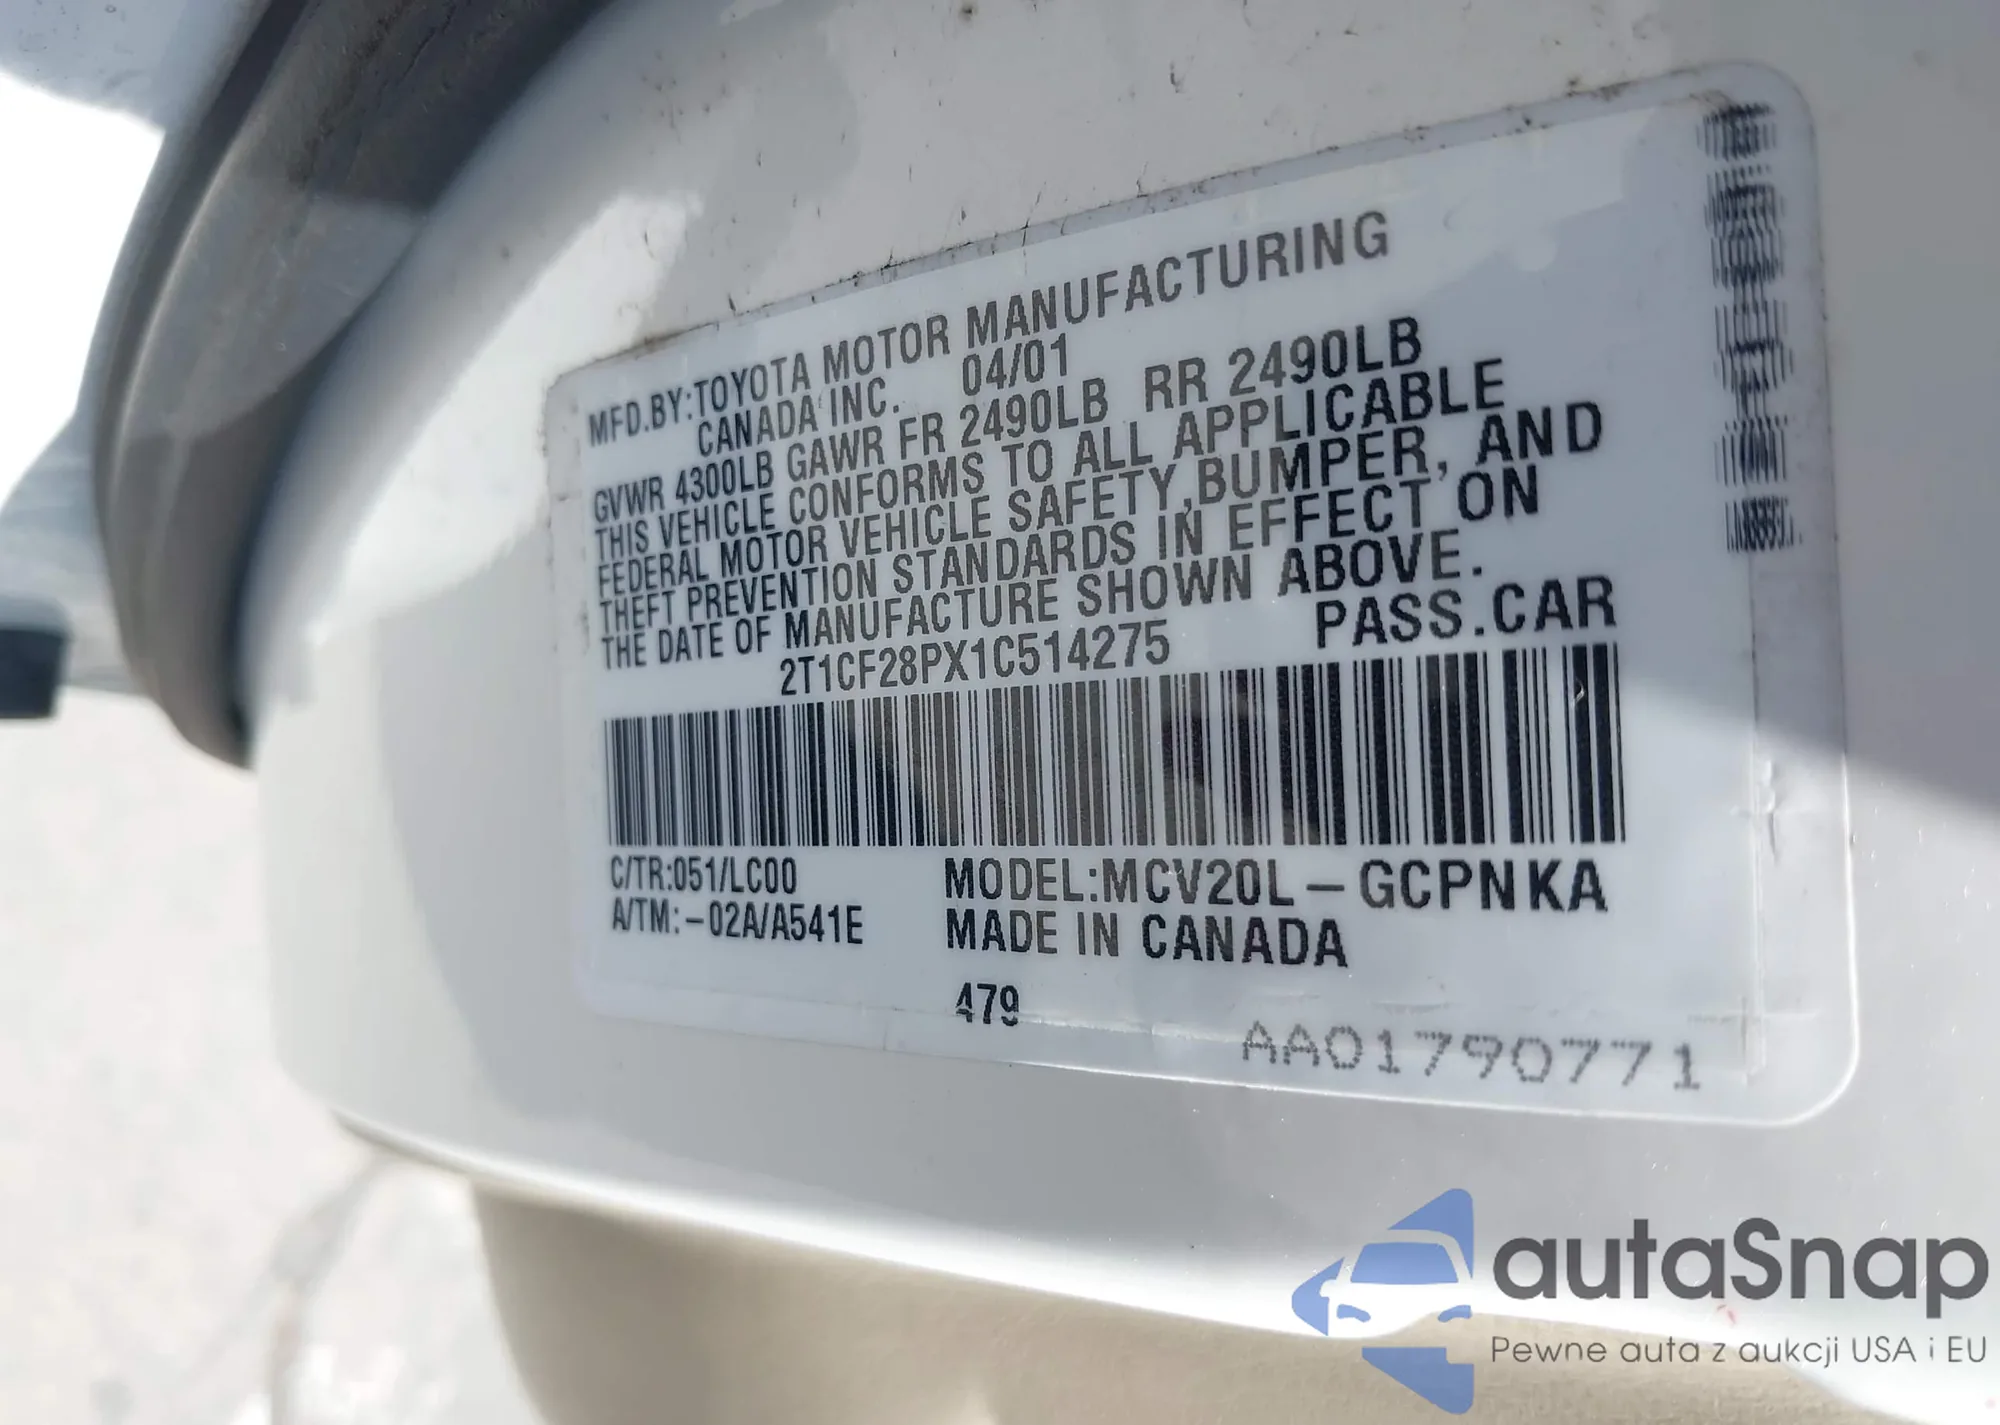 MFD.BY:TOYOTA MOTOR MANUFACTURING
CANADA INC. 04/01
GVWR 4300LB GAWR FR 2490LB RR 2490LB
THIS VEHICLE CONFORMS TO ALL APPLICABLE
FEDERAL MOTOR VEHICLE SAFETY,BUMPER, AND
THEFT PREVENTION STANDARDS IN EFFECT ON
THE DATE OF MANUFACTURE SHOWN ABOVE.
2T1CF28PX1C514275 PASS.CAR
C/TR:051/LC00 MODEL:MCV20L-GCPNKA
A/TM:-02A/A541E MADE IN CANADA
479
AA01790771
autaSnap
Pewne auta z aukcji USA i EU